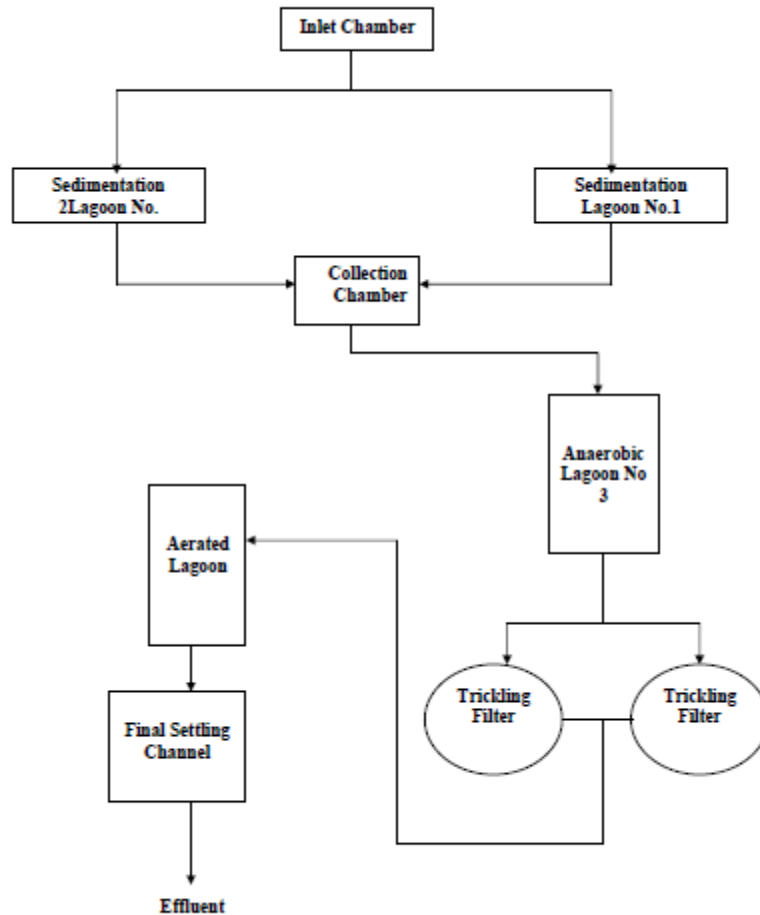 Inlet Chamber
Sedimentation
2Lagoon No.
Sedimentation
Lagoon No.1
Collection
Chamber
Anaerobic
Lagoon No
3
Aerated
Lagoon
Trickling
Filter
Trickling
Filter
Final Settling
Channel
Effluent